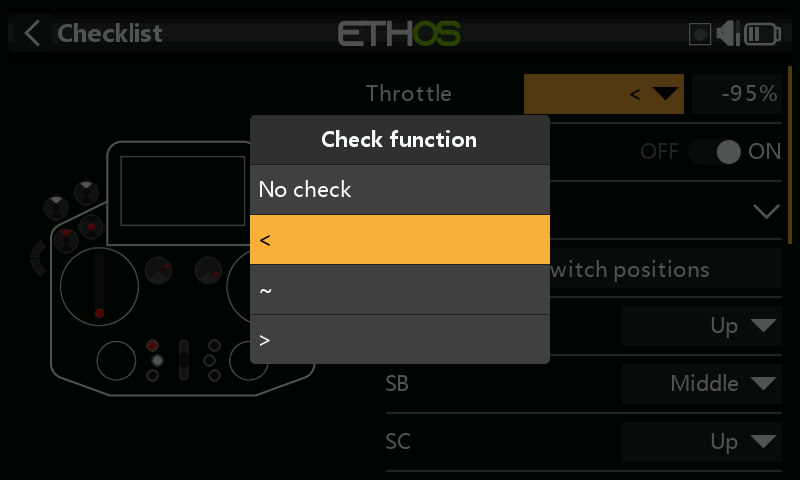 Checklist
ETHOS
Throttle < -95%
OFF ON
Check function
No check
<
~
>
witch positions
Up
SB Middle
SC Up